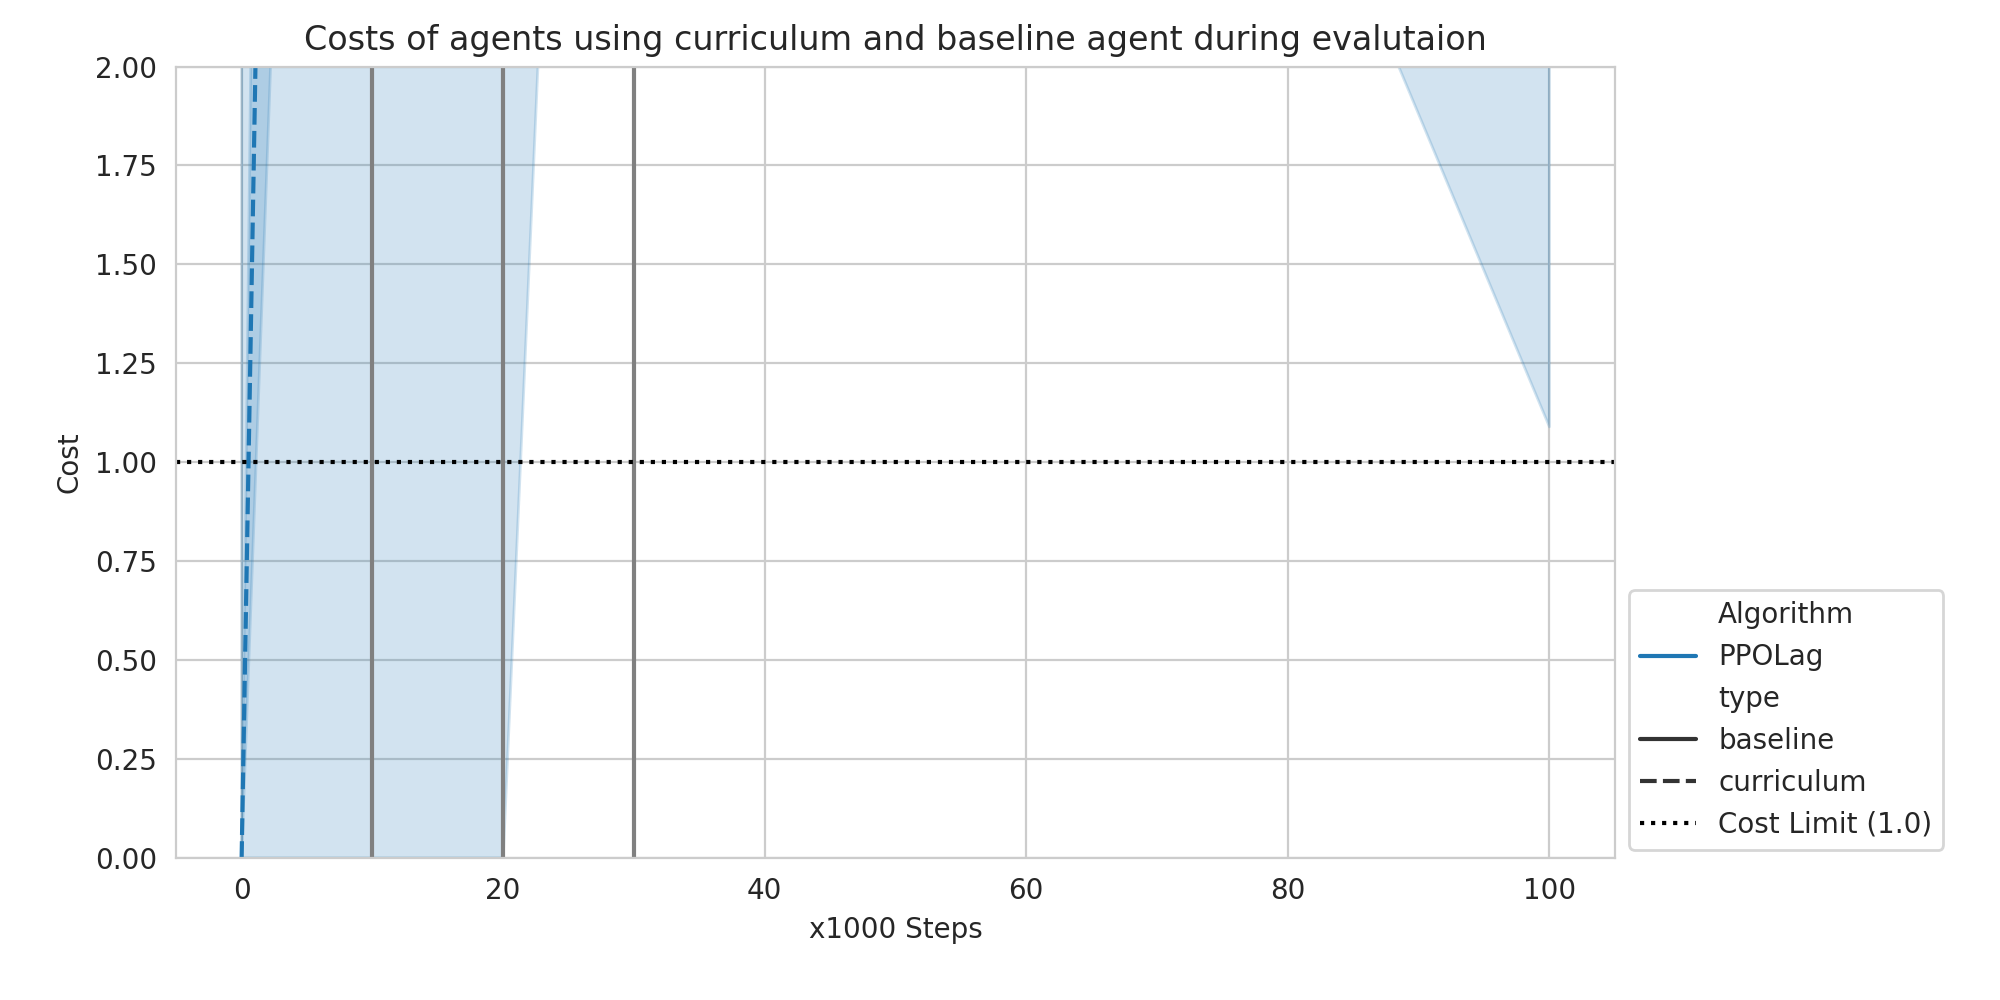 Costs of agents using curriculum and baseline agent during evalutaion
2.00
1.75
1.50
1.25
1.00
0.75
0.50
0.25
0.00
Cost
0 20 40 60 80 100
x1000 Steps
Algorithm
PPOLag
type
baseline
curriculum
Cost Limit (1.0)